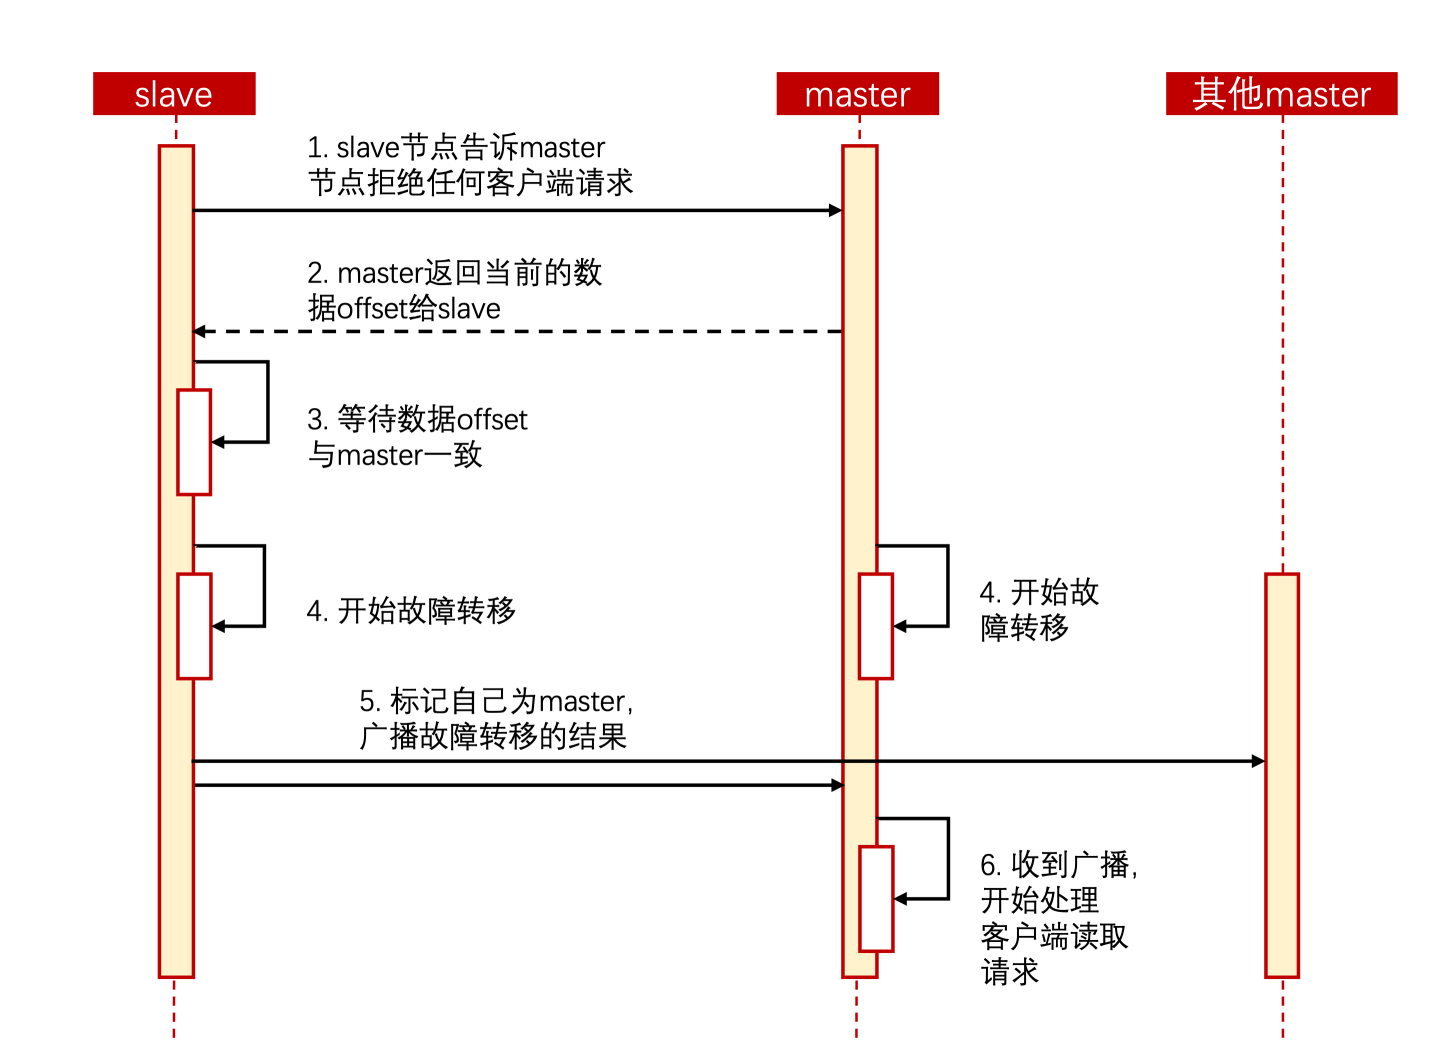 slave
master
其他master
1. slave节点告诉master
节点拒绝任何客户端请求
2. master返回当前的数
据offset给slave
3. 等待数据offset
与master一致
4. 开始故障转移
4. 开始故
障转移
5. 标记自己为master,
广播故障转移的结果
6. 收到广播,
开始处理
客户端读取
请求